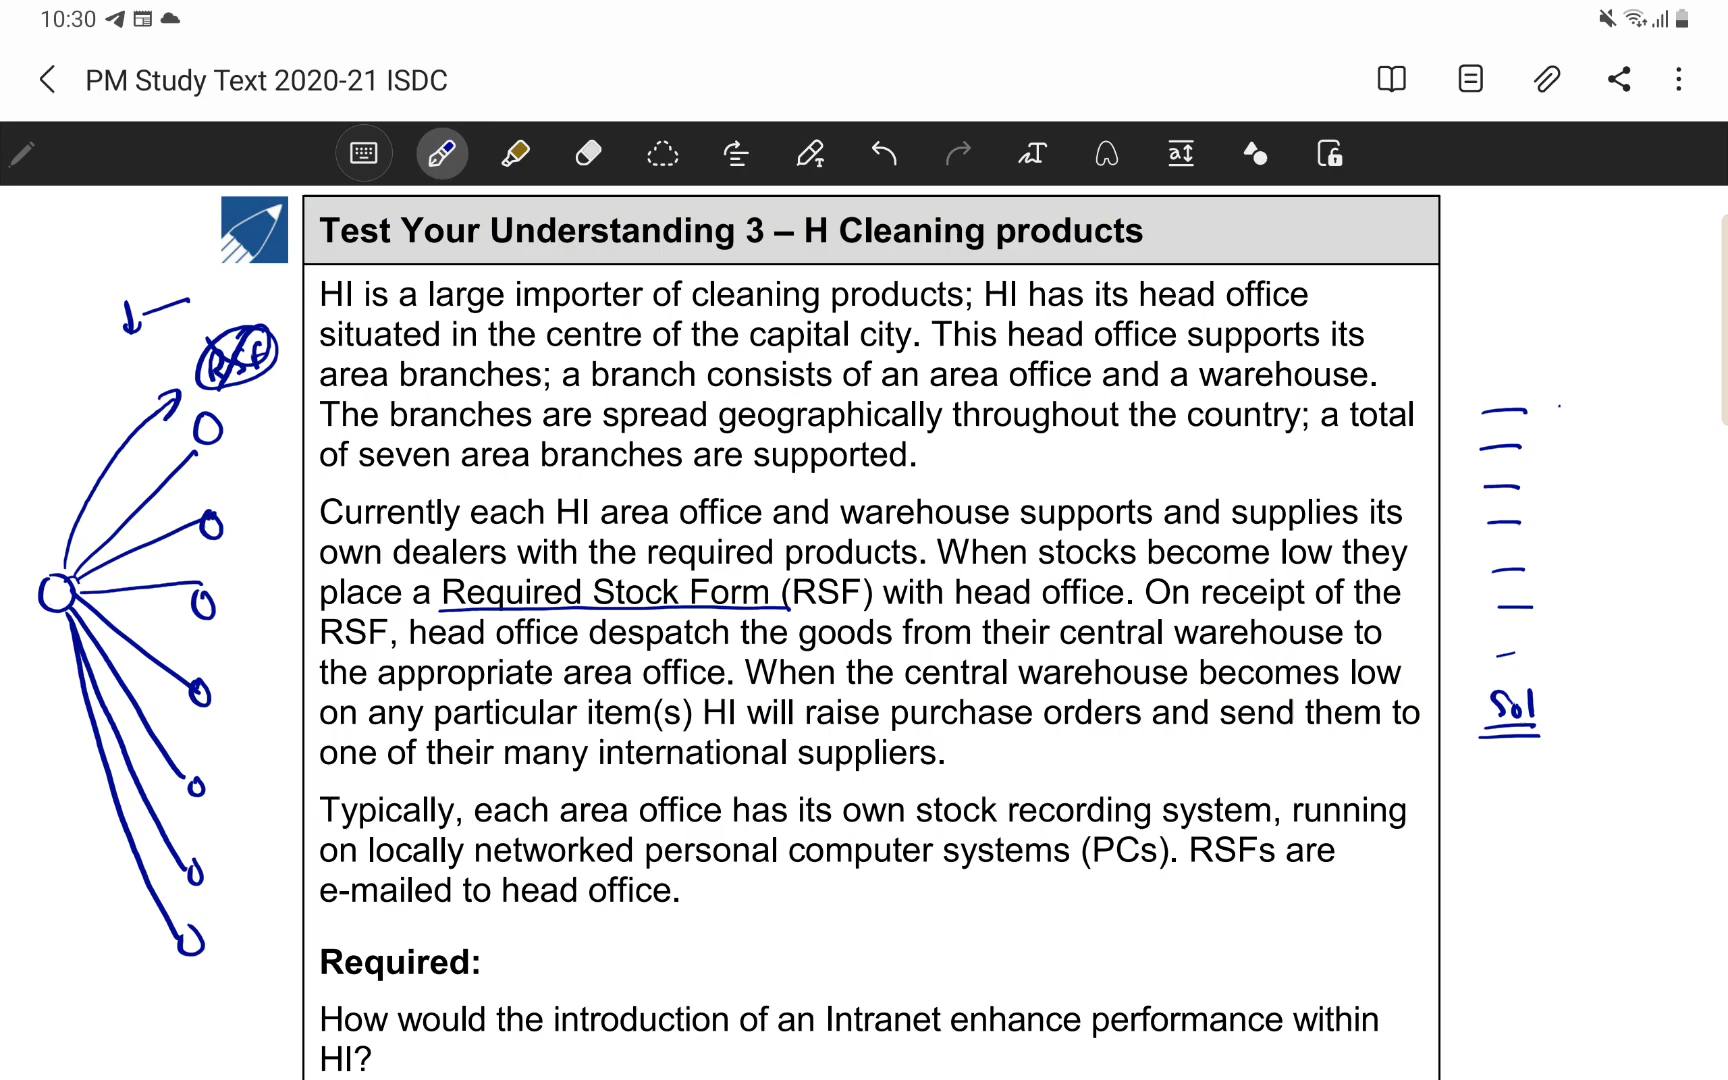 10:30
PM Study Text 2020-21 ISDC
Test Your Understanding 3 – H Cleaning products
HI is a large importer of cleaning products; HI has its head office
situated in the centre of the capital city. This head office supports its
area branches; a branch consists of an area office and a warehouse.
The branches are spread geographically throughout the country; a total
of seven area branches are supported.
Currently each HI area office and warehouse supports and supplies its
own dealers with the required products. When stocks become low they
place a Required Stock Form (RSF) with head office. On receipt of the
RSF, head office despatch the goods from their central warehouse to
the appropriate area office. When the central warehouse becomes low
on any particular item(s) HI will raise purchase orders and send them to
one of their many international suppliers.
Typically, each area office has its own stock recording system, running
on locally networked personal computer systems (PCs). RSFs are
e-mailed to head office.
Required:
How would the introduction of an Intranet enhance performance within
HI?
RSF
Sol